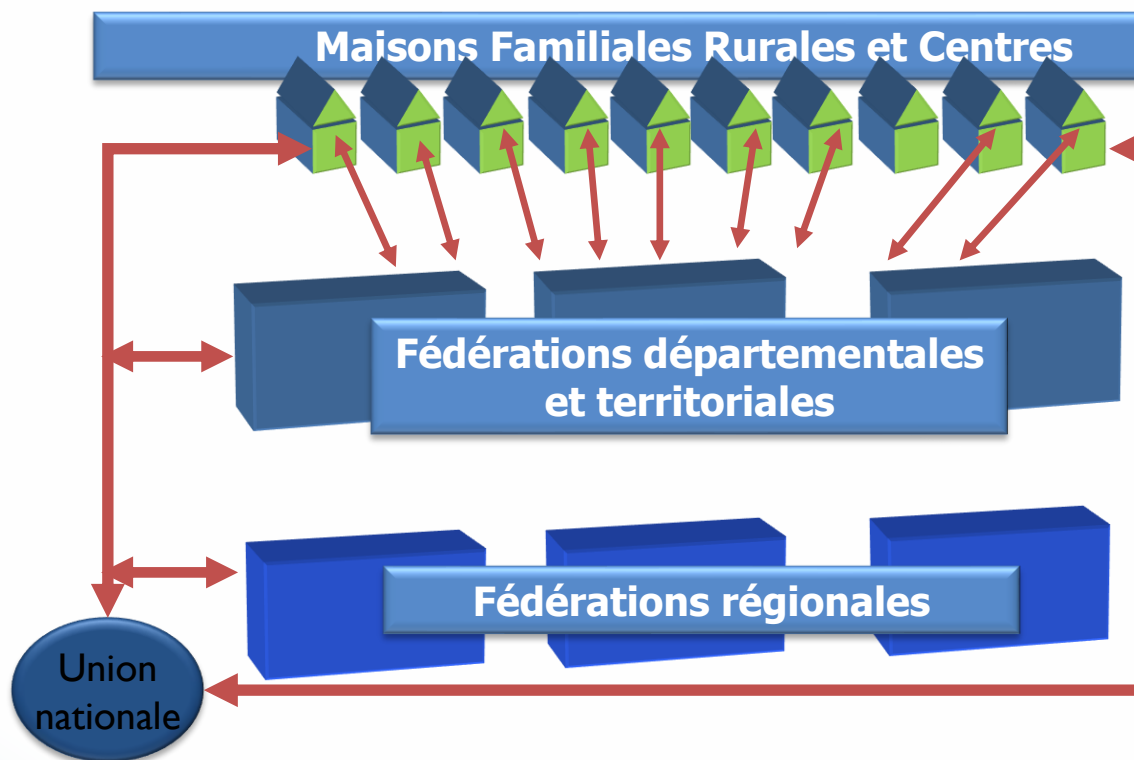 Maisons Familiales Rurales et Centres
Fédérations départementales
et territoriales
Fédérations régionales
Union
nationale